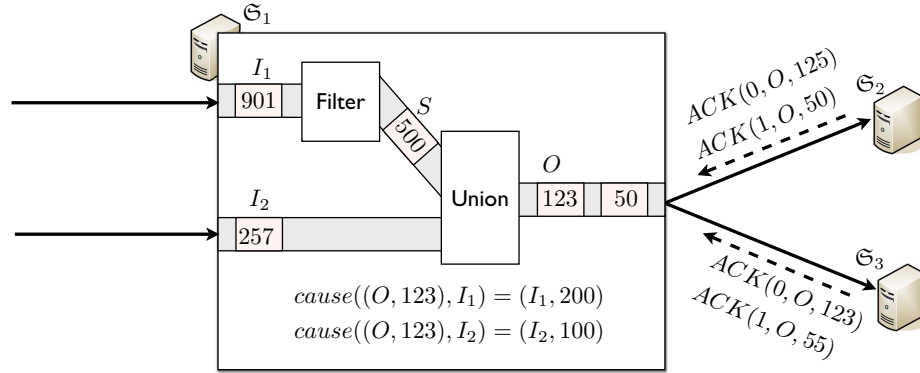 𝔖₁
I₁
901
Filter
S
500
I₂
257
Union
O
123
50
cause((O, 123), I₁) = (I₁, 200)
cause((O, 123), I₂) = (I₂, 100)
ACK(0, O, 125)
ACK(1, O, 50)
𝔖₂
𝔖₃
ACK(0, O, 123)
ACK(1, O, 55)